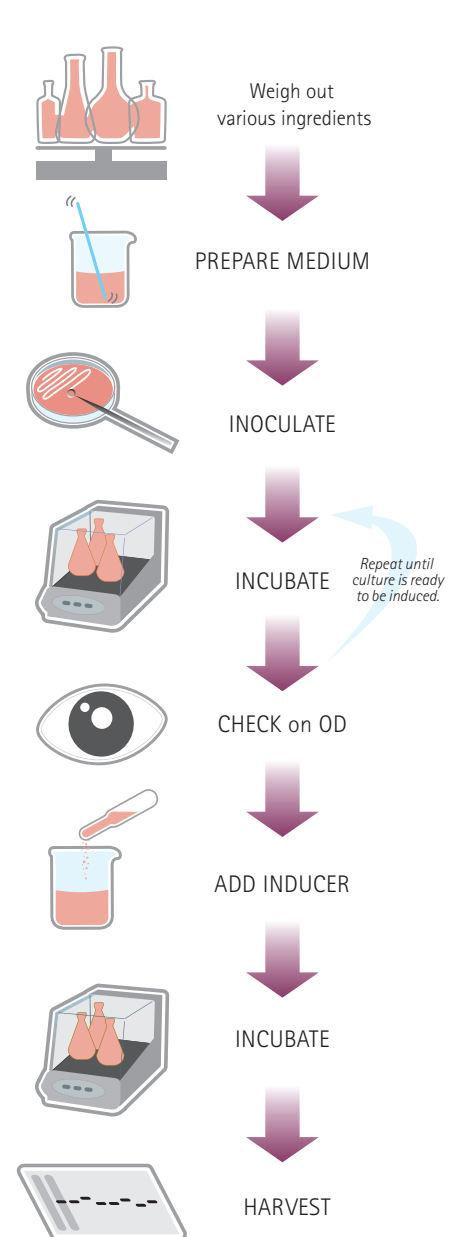 Weigh out
various ingredients
PREPARE MEDIUM
INOCULATE
INCUBATE
Repeat until
culture is ready
to be induced.
CHECK on OD
ADD INDUCER
INCUBATE
HARVEST